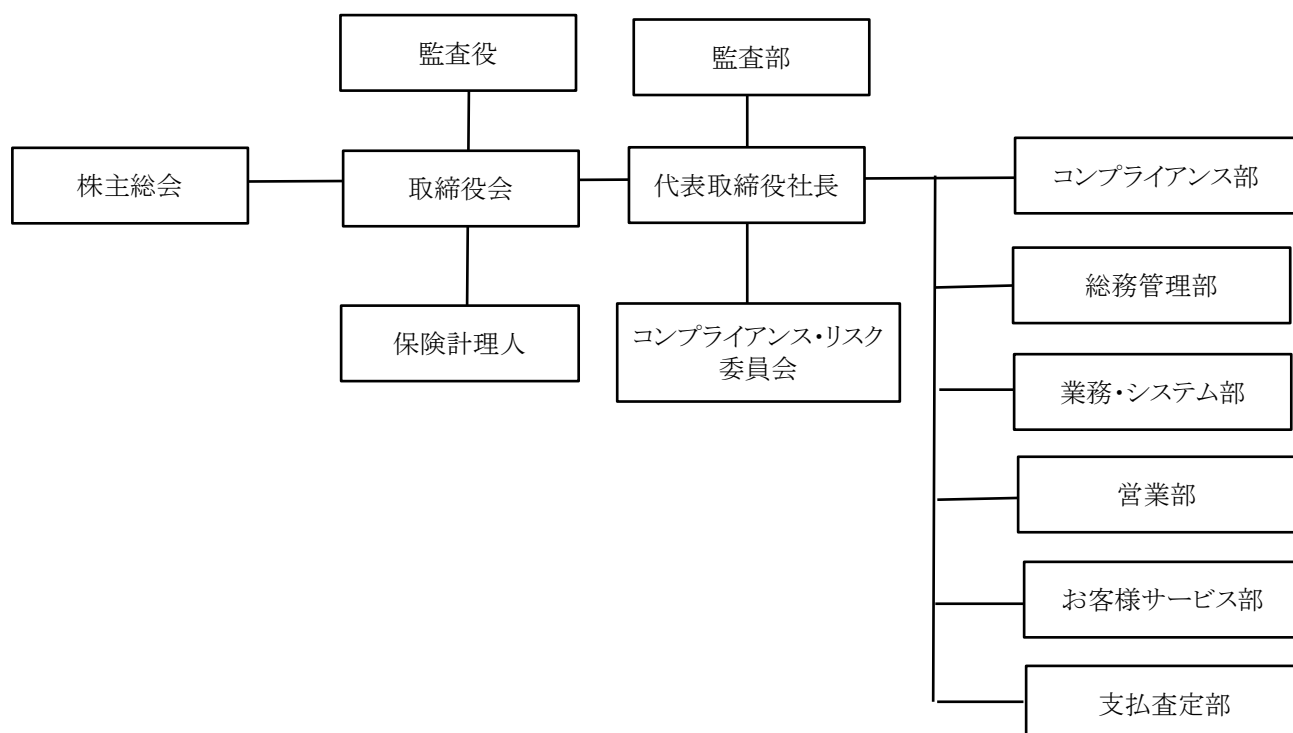 監査役
監査部
株主総会
取締役会
代表取締役社長
保険計理人
コンプライアンス・リスク
委員会
コンプライアンス部
総務管理部
業務・システム部
営業部
お客様サービス部
支払査定部